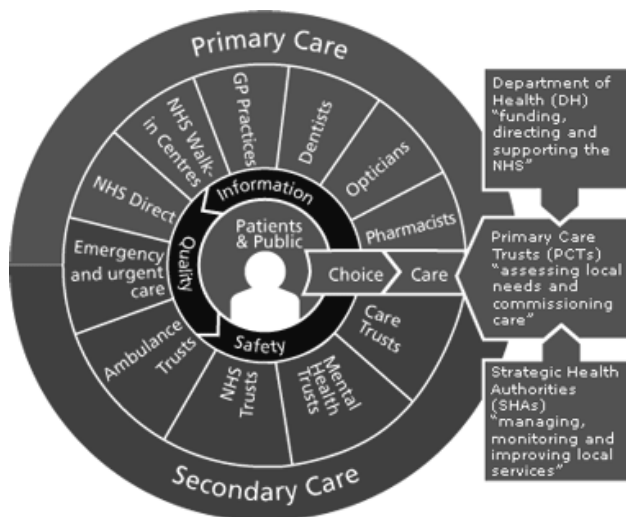 Primary Care
NHS Direct
NHS Walk-
in Centres
GP Practices
Dentists
Opticians
Pharmacists
Information
Quality
Safety
Patients
& Public
Choice
Care
Emergency
and urgent
care
Ambulance
Trusts
NHS
Trusts
Mental
Health
Trusts
Care
Trusts
Secondary Care
Department of
Health (DH)
"funding,
directing and
supporting the
NHS"
Primary Care
Trusts (PCTs)
"assessing local
needs and
commissioning
care"
Strategic Health
Authorities
(SHAs)
"managing,
monitoring and
improving local
services"